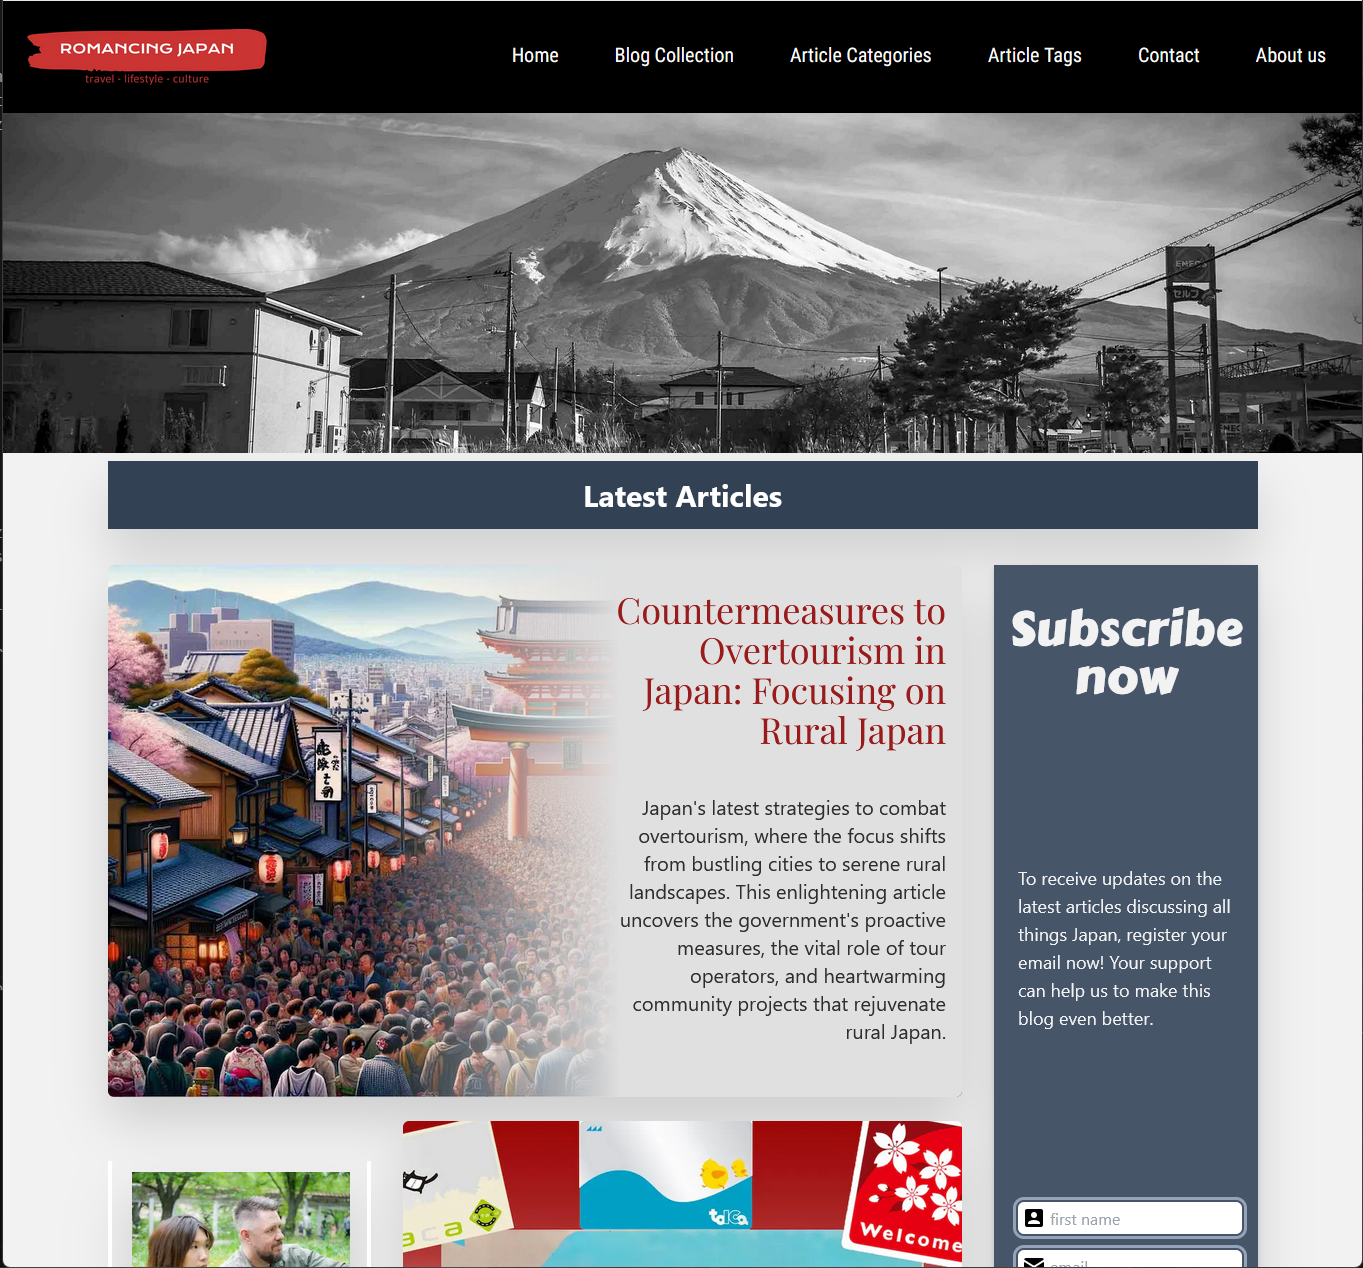 ROMANCING JAPAN
travel - lifestyle - culture
Home
Blog Collection
Article Categories
Article Tags
Contact
About us
ENEOS
セルフ
Latest Articles
Countermeasures to
Overtourism in
Japan: Focusing on
Rural Japan
Japan's latest strategies to combat
overtourism, where the focus shifts
from bustling cities to serene rural
landscapes. This enlightening article
uncovers the government's proactive
measures, the vital role of tour
operators, and heartwarming
community projects that rejuvenate
rural Japan.
Subscribe
now
To receive updates on the
latest articles discussing all
things Japan, register your
email now! Your support
can help us to make this
blog even better.
first name
email
Welcome